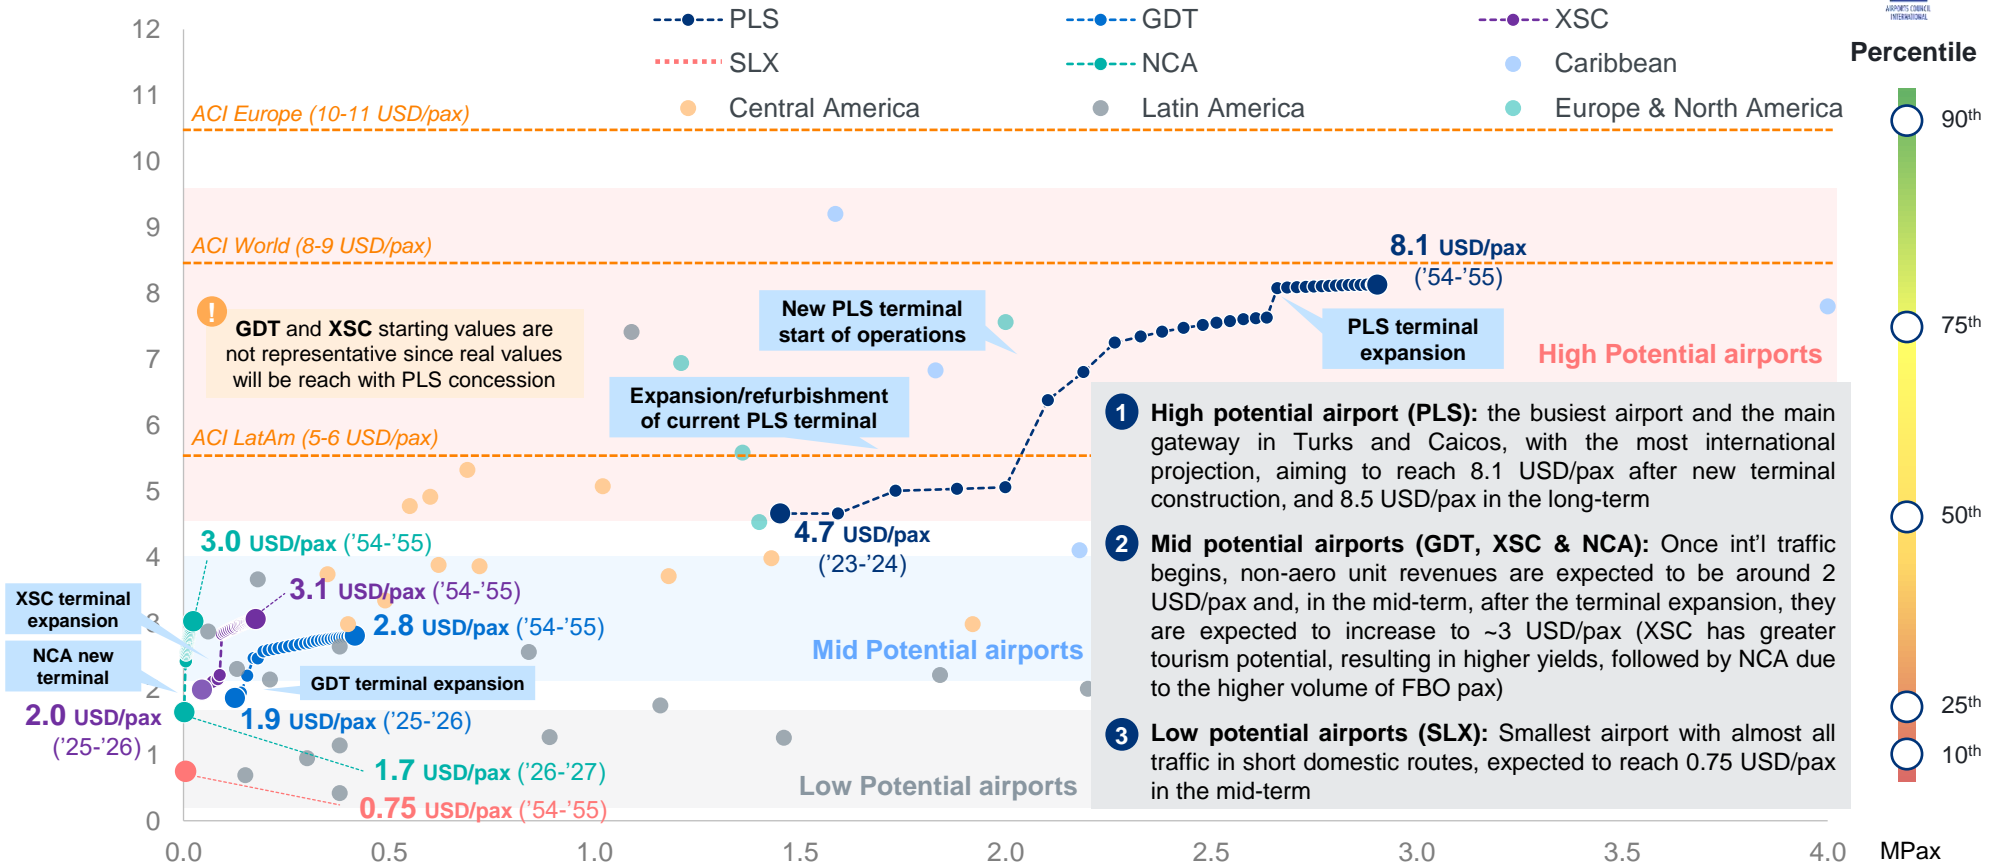 PLS
GDT
XSC
SLX
NCA
Caribbean
Central America
Latin America
Europe & North America
AIRPORTS COUNCIL
INTERNATIONAL
Percentile
90th
75th
50th
25th
10th
12
11
10
9
8
7
6
5
4
3
2
1
0
ACI Europe (10-11 USD/pax)
ACI World (8-9 USD/pax)
ACI LatAm (5-6 USD/pax)
!
GDT and XSC starting values are
not representative since real values
will be reach with PLS concession
New PLS terminal
start of operations
Expansion/refurbishment
of current PLS terminal
8.1 USD/pax
('54-'55)
PLS terminal
expansion
High Potential airports
4.7 USD/pax
('23-'24)
3.0 USD/pax ('54-'55)
3.1 USD/pax ('54-'55)
2.8 USD/pax ('54-'55)
XSC terminal
expansion
NCA new
terminal
GDT terminal expansion
Mid Potential airports
2.0 USD/pax
('25-'26)
1.9 USD/pax ('25-'26)
1.7 USD/pax ('26-'27)
0.75 USD/pax ('54-'55)
Low Potential airports
1 High potential airport (PLS): the busiest airport and the main
gateway in Turks and Caicos, with the most international
projection, aiming to reach 8.1 USD/pax after new terminal
construction, and 8.5 USD/pax in the long-term
2 Mid potential airports (GDT, XSC & NCA): Once int'l traffic
begins, non-aero unit revenues are expected to be around 2
USD/pax and, in the mid-term, after the terminal expansion, they
are expected to increase to ~3 USD/pax (XSC has greater
tourism potential, resulting in higher yields, followed by NCA due
to the higher volume of FBO pax)
3 Low potential airports (SLX): Smallest airport with almost all
traffic in short domestic routes, expected to reach 0.75 USD/pax
in the mid-term
0.0
0.5
1.0
1.5
2.0
2.5
3.0
3.5
4.0
MPax